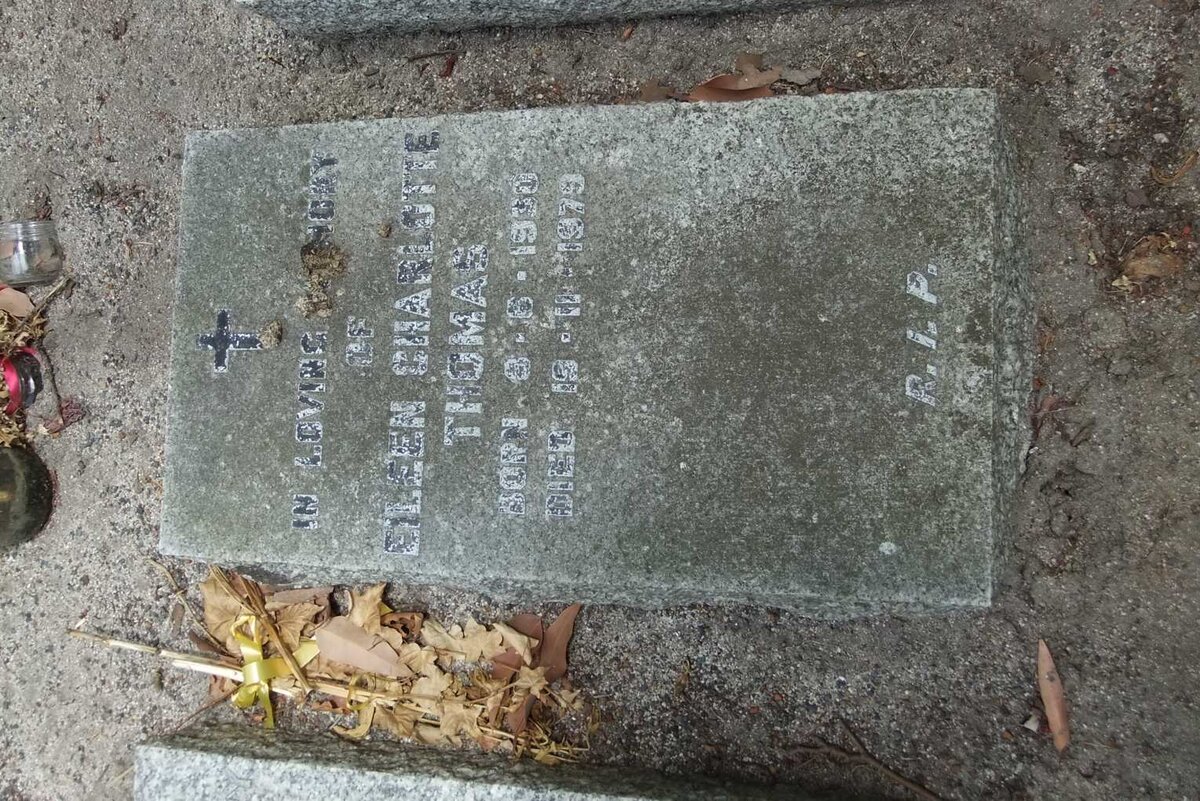 IN LOVING MEMORY
OF
EILEEN CHARLOTTE
THOMAS
BORN 8·6·1930
DIED 19·11·1979
R.I.P.